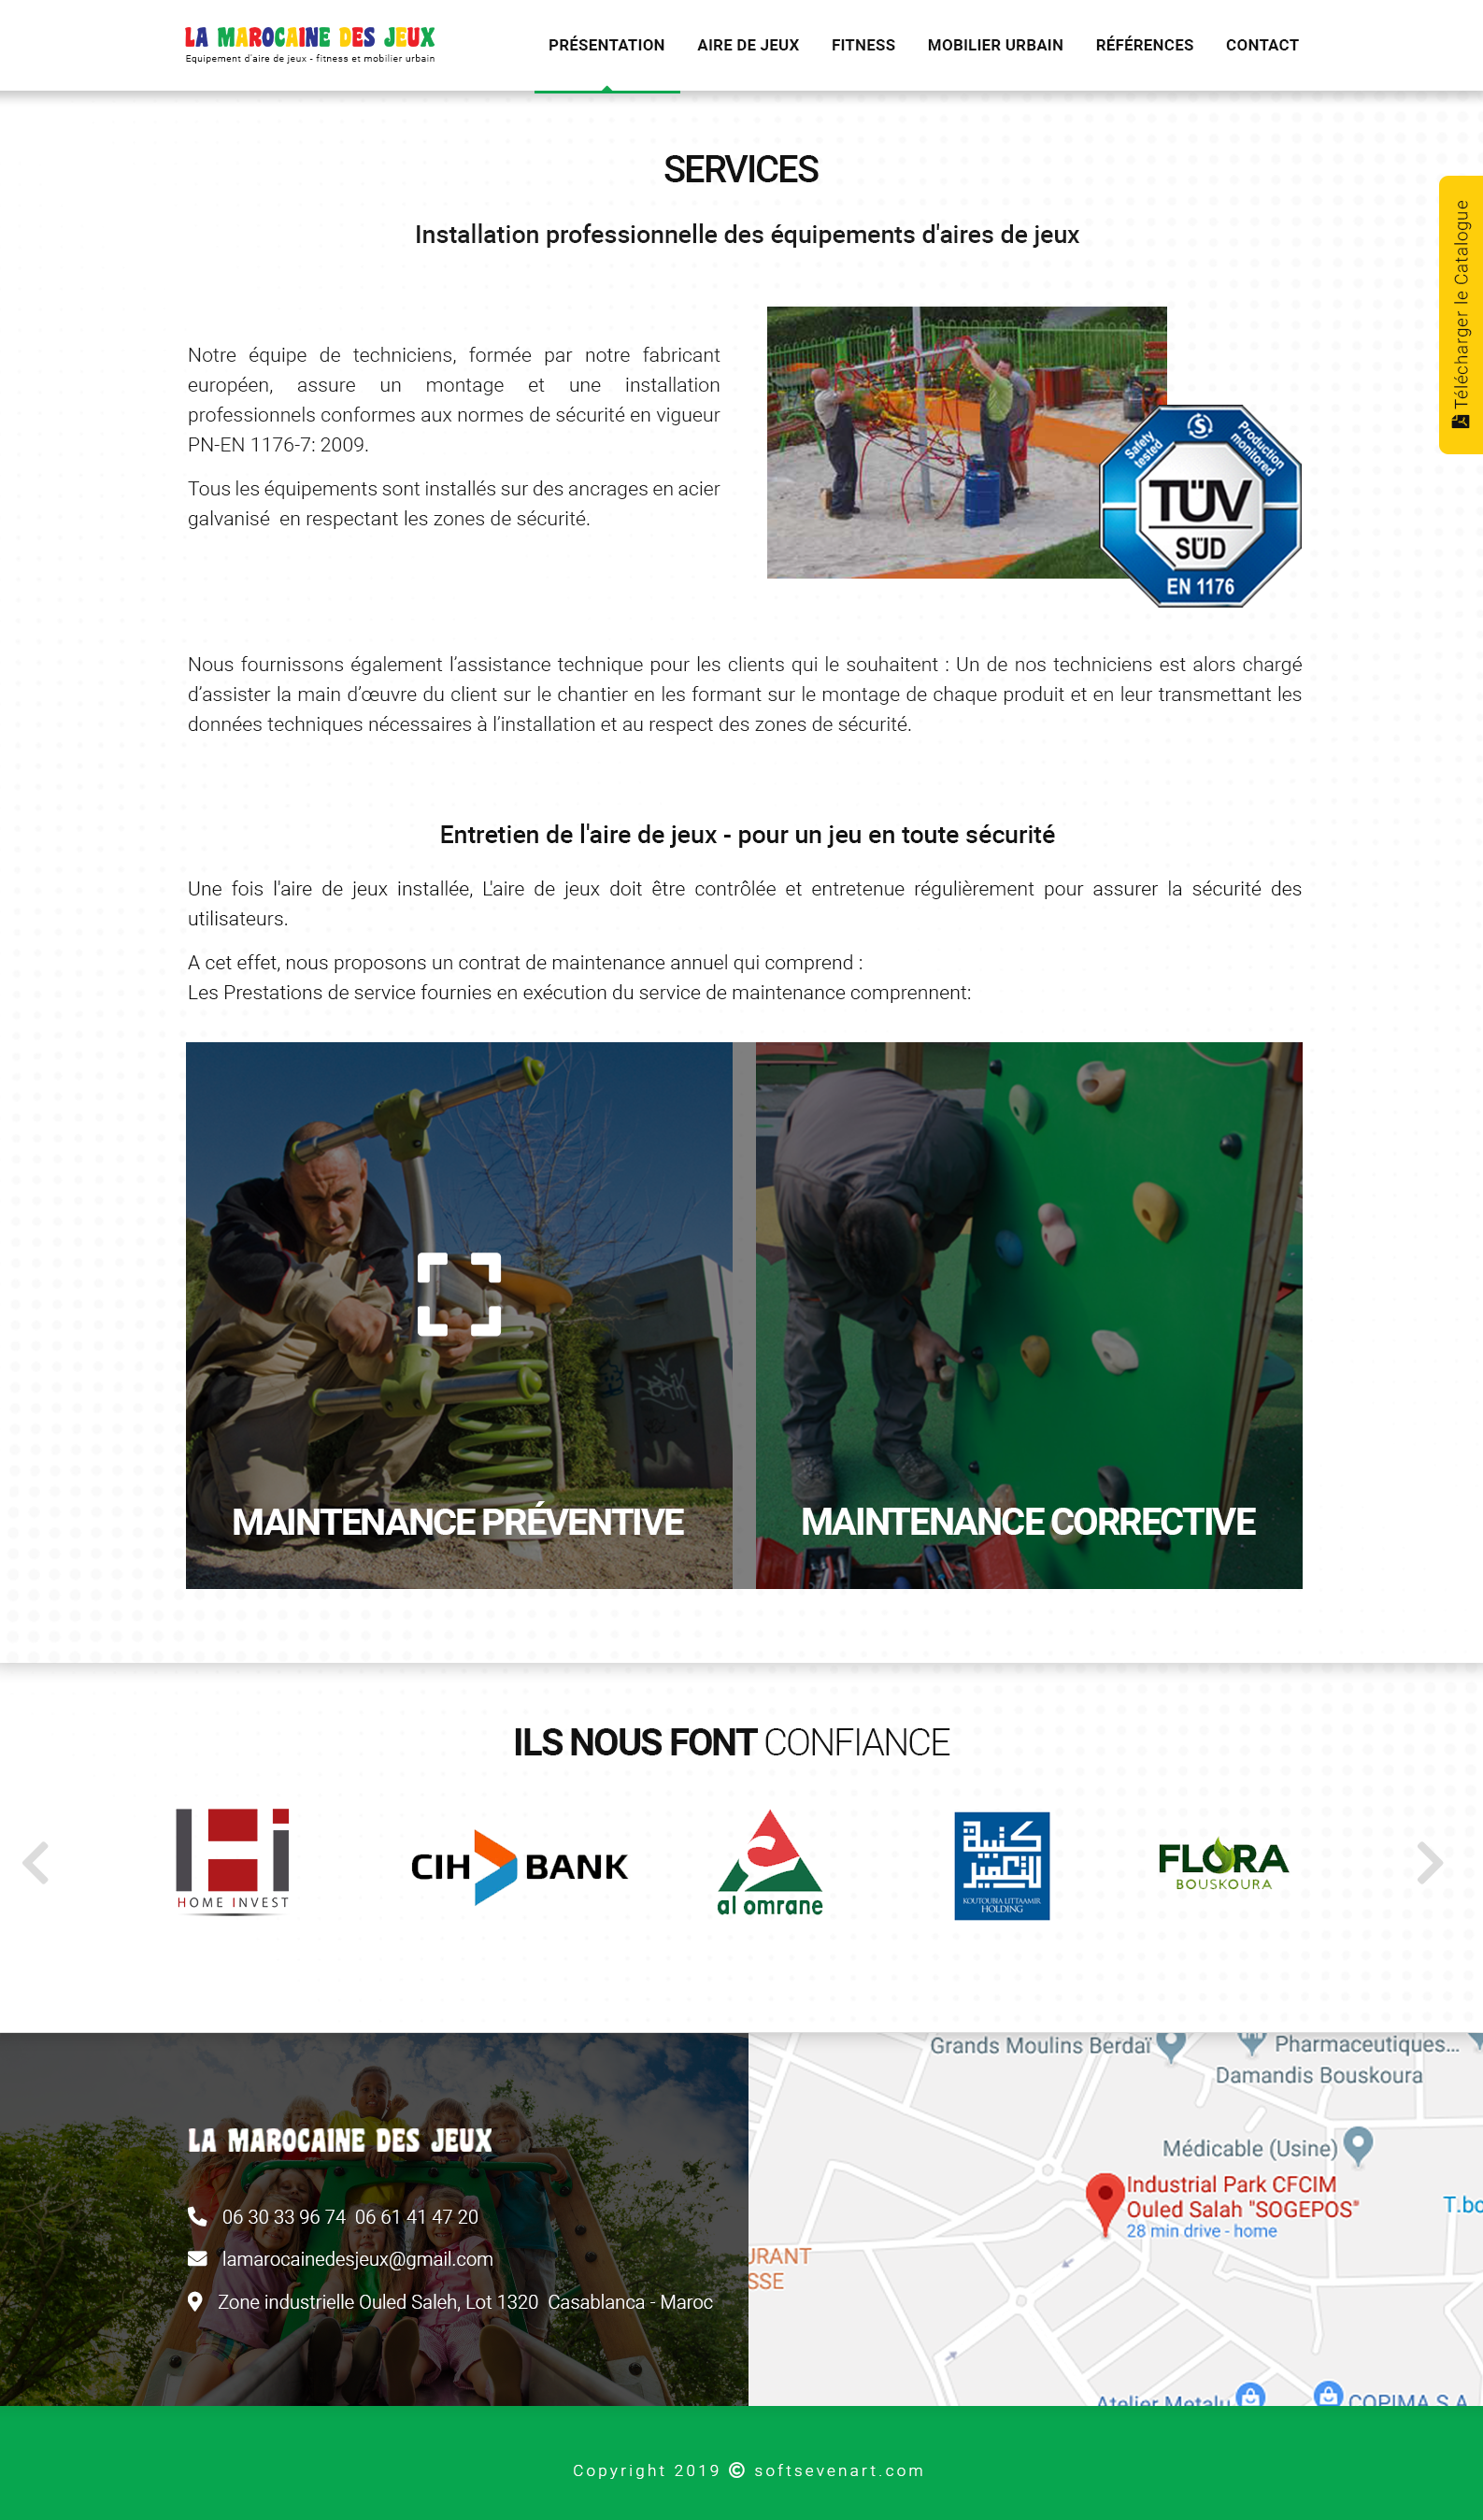 LA MAROCAINE DES JEUX
Equipement d'aire de jeux - fitness et mobilier urbain
PRÉSENTATION AIRE DE JEUX FITNESS MOBILIER URBAIN RÉFÉRENCES CONTACT
Télécharger le Catalogue
SERVICES
Installation professionnelle des équipements d'aires de jeux
Notre équipe de techniciens, formée par notre fabricant
européen, assure un montage et une installation
professionnels conformes aux normes de sécurité en vigueur
PN-EN 1176-7: 2009.
Tous les équipements sont installés sur des ancrages en acier
galvanisé en respectant les zones de sécurité.
Safety
tested
Production
monitored
TÜV
SÜD
EN 1176
Nous fournissons également l’assistance technique pour les clients qui le souhaitent : Un de nos techniciens est alors chargé
d’assister la main d’œuvre du client sur le chantier en les formant sur le montage de chaque produit et en leur transmettant les
données techniques nécessaires à l’installation et au respect des zones de sécurité.
Entretien de l'aire de jeux - pour un jeu en toute sécurité
Une fois l'aire de jeux installée, L'aire de jeux doit être contrôlée et entretenue régulièrement pour assurer la sécurité des
utilisateurs.
A cet effet, nous proposons un contrat de maintenance annuel qui comprend :
Les Prestations de service fournies en exécution du service de maintenance comprennent:
MAINTENANCE PRÉVENTIVE
MAINTENANCE CORRECTIVE
ILS NOUS FONT CONFIANCE
HOME INVEST
CIH BANK
al omrane
كتبية
للتعمير
KOUTOUBIA LITTAAMIR
HOLDING
FLORA
BOUSKOURA
LA MAROCAINE DES JEUX
06 30 33 96 74 06 61 41 47 20
lamarocainedesjeux@gmail.com
Zone industrielle Ouled Saleh, Lot 1320 Casablanca - Maroc
Grands Moulins Berdaï
Pharmaceutiques...
Damandis Bouskoura
Médicable (Usine)
Industrial Park CFCIM
Ouled Salah "SOGEPOS"
28 min drive - home
T.bo
URANT
SSE
Atelier Metalu
COPIMA S.A
Copyright 2019 © softsevenart.com